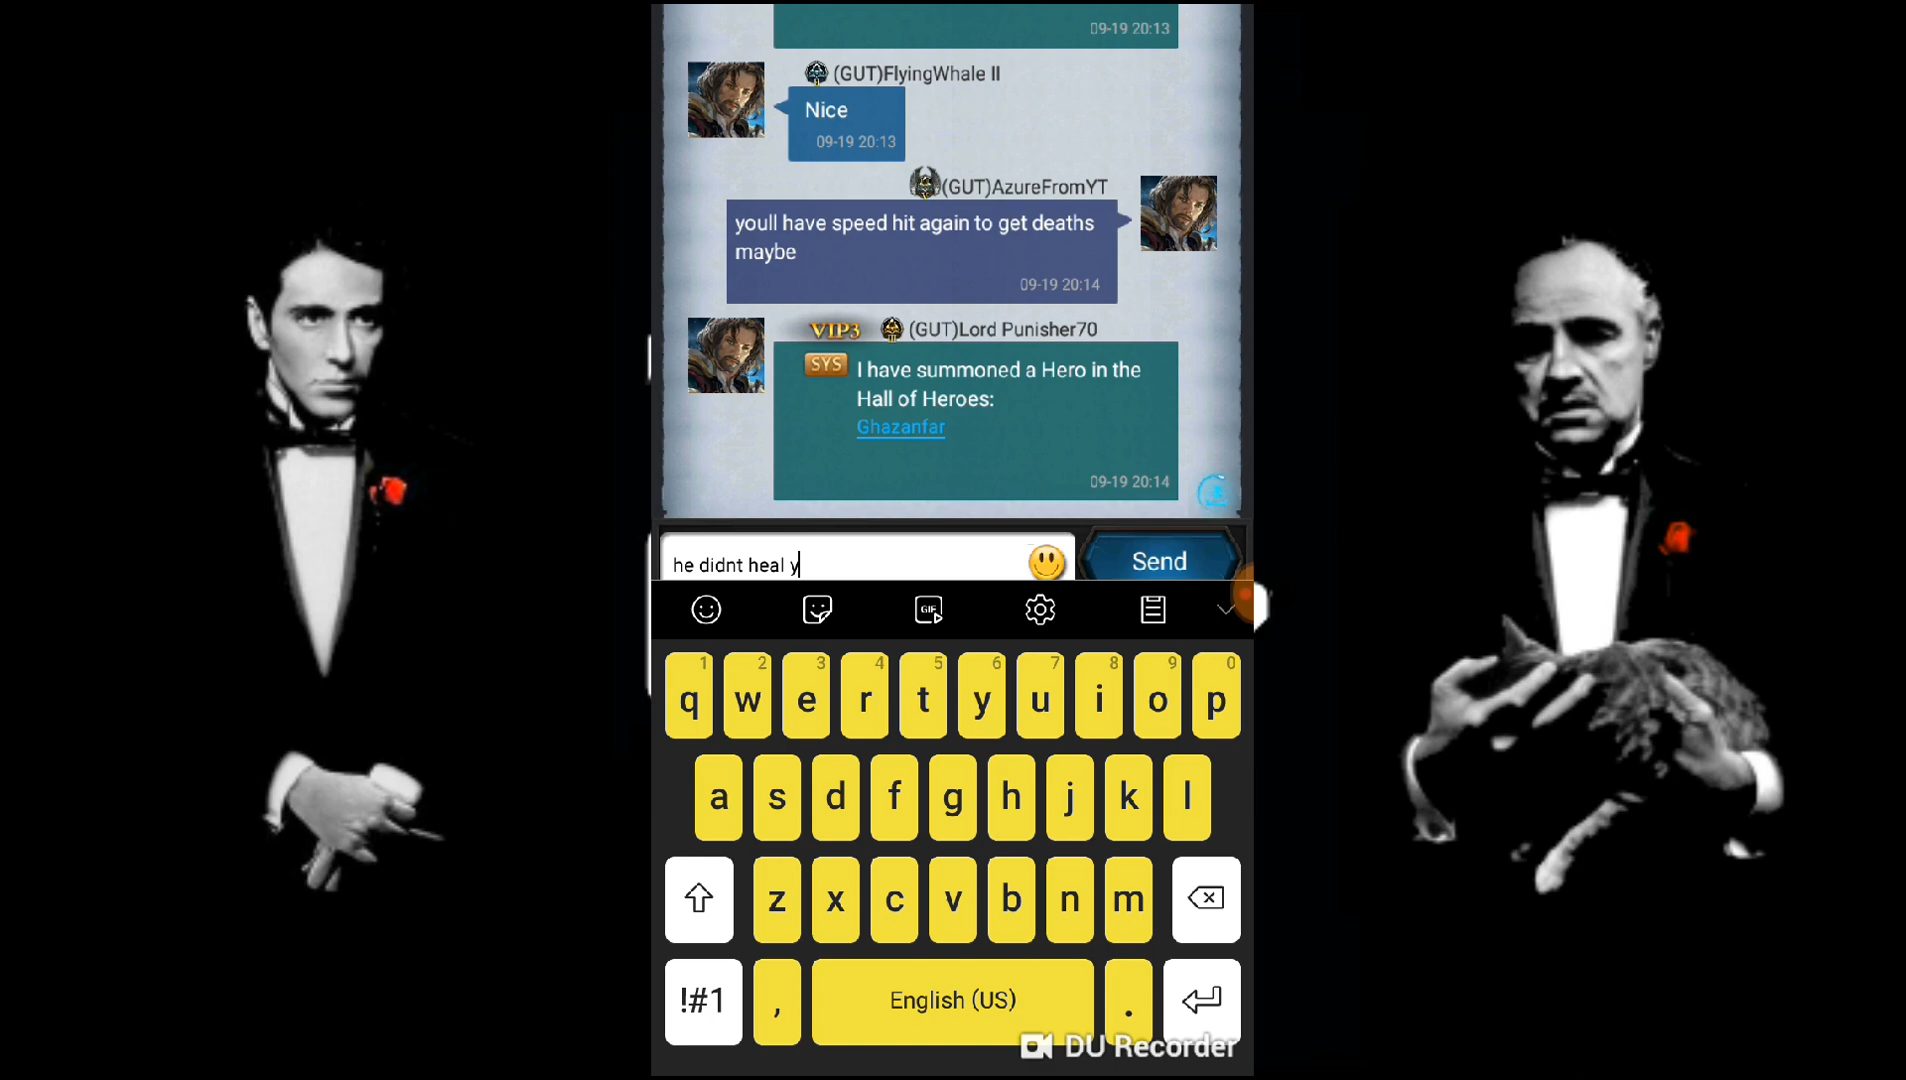 09-19 20:13
(GUT)FlyingWhale II
Nice
09-19 20:13
(GUT)AzureFromYT
youll have speed hit again to get deaths
maybe
09-19 20:14
VIP3 (GUT)Lord Punisher70
SYS I have summoned a Hero in the
Hall of Heroes:
Ghazanfar
09-19 20:14
he didnt heal y
Send
GIF
1 2 3 4 5 6 7 8 9 0
q w e r t y u i o p
a s d f g h j k l
z x c v b n m
!#1 , English (US) .
DU Recorder